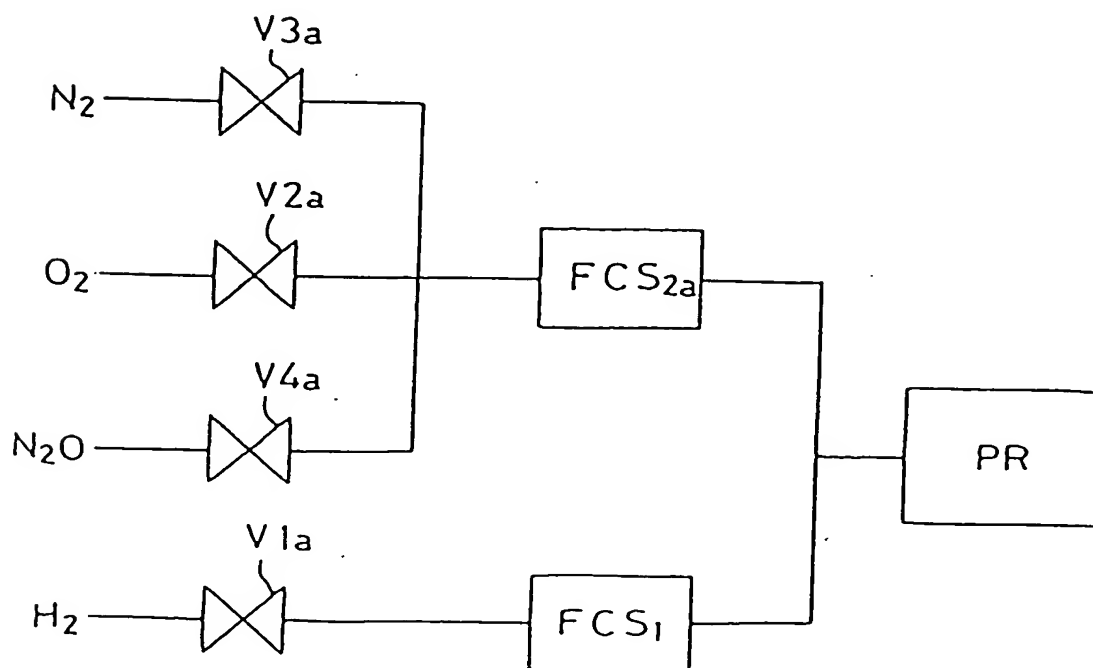 V3a
N₂
V2a
O₂
FCS₂ₐ
V4a
N₂O
PR
V1a
H₂
FCS₁